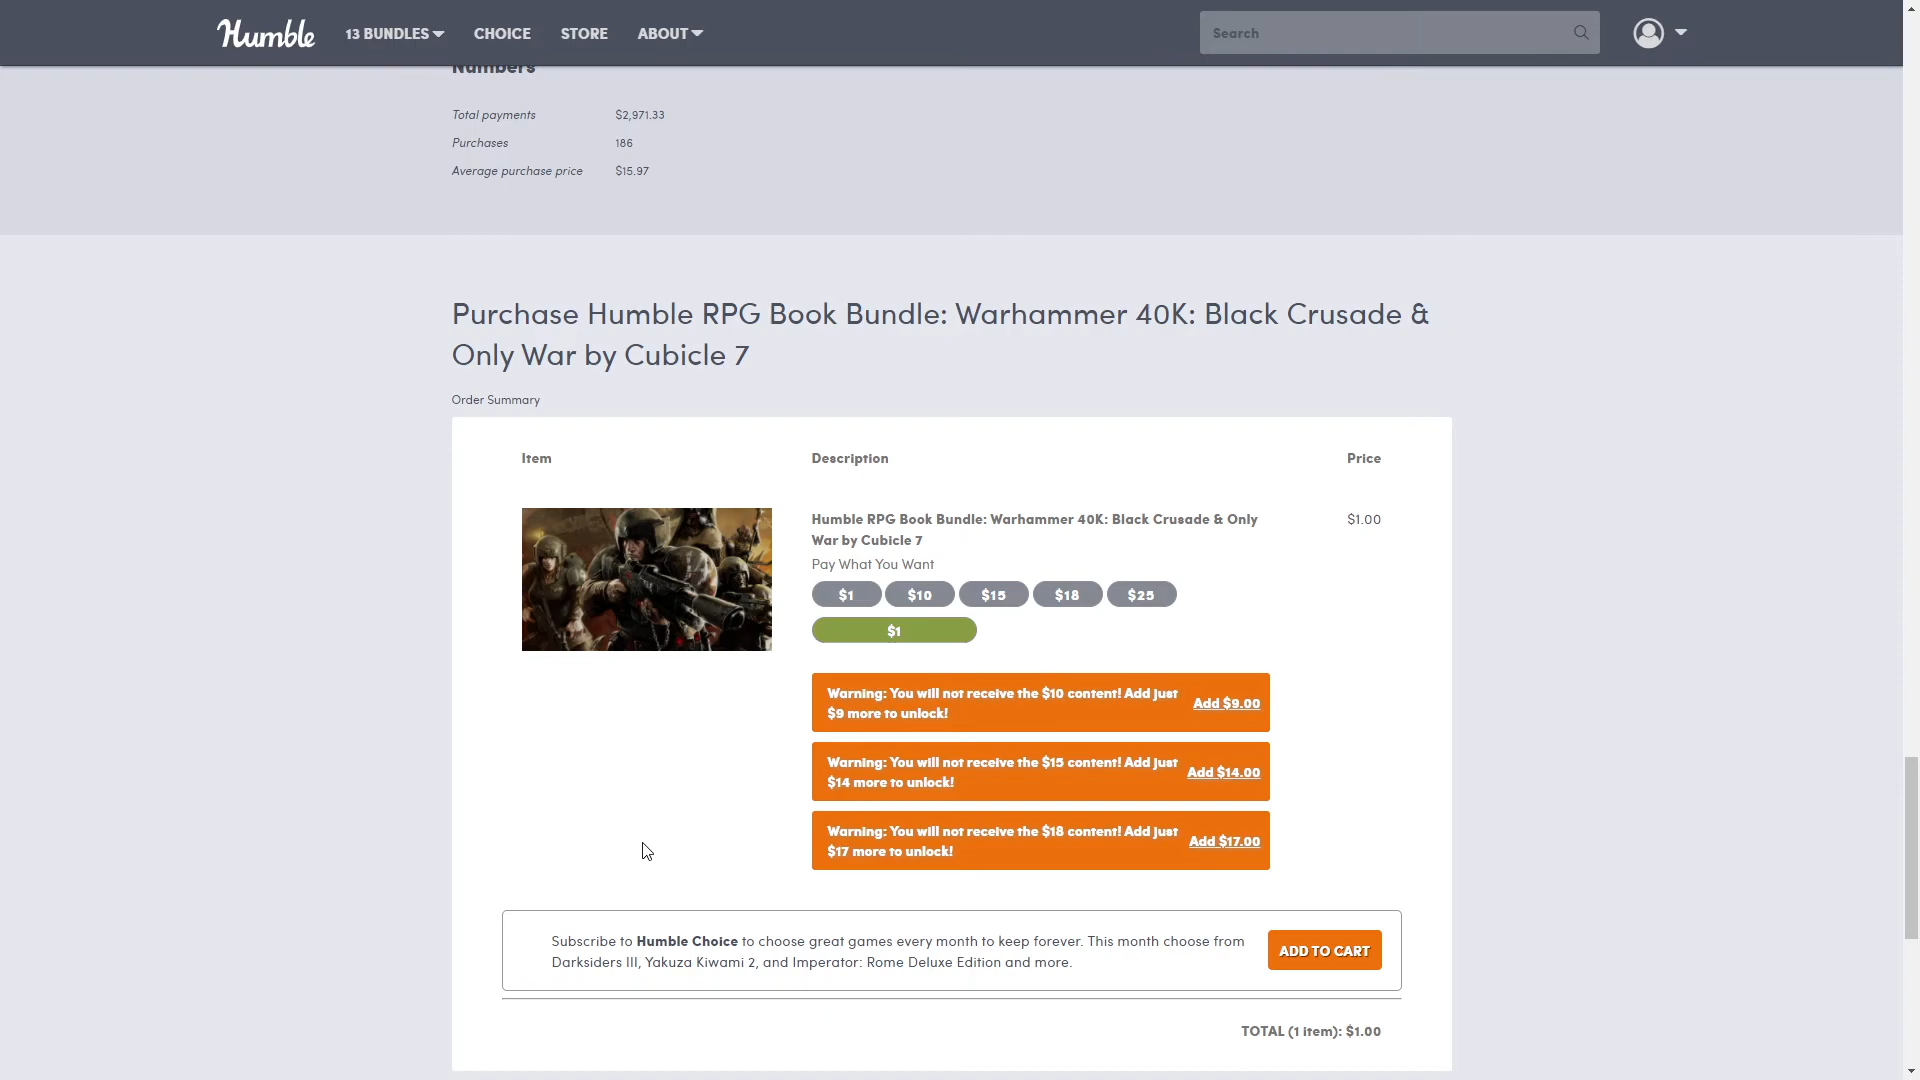 Humble
13 BUNDLES
CHOICE
STORE
ABOUT
Search
Numbers
Total payments $2,971.33
Purchases 186
Average purchase price $15.97
Purchase Humble RPG Book Bundle: Warhammer 40K: Black Crusade &
Only War by Cubicle 7
Order Summary
Item Description Price
Humble RPG Book Bundle: Warhammer 40K: Black Crusade & Only $1.00
War by Cubicle 7
Pay What You Want
$1 $10 $15 $18 $25
$1
Warning: You will not receive the $10 content! Add just
$9 more to unlock!
Add $9.00
Warning: You will not receive the $15 content! Add just
$14 more to unlock!
Add $14.00
Warning: You will not receive the $18 content! Add just
$17 more to unlock!
Add $17.00
Subscribe to Humble Choice to choose great games every month to keep forever. This month choose from
Darksiders III, Yakuza Kiwami 2, and Imperator: Rome Deluxe Edition and more.
ADD TO CART
TOTAL (1 item): $1.00